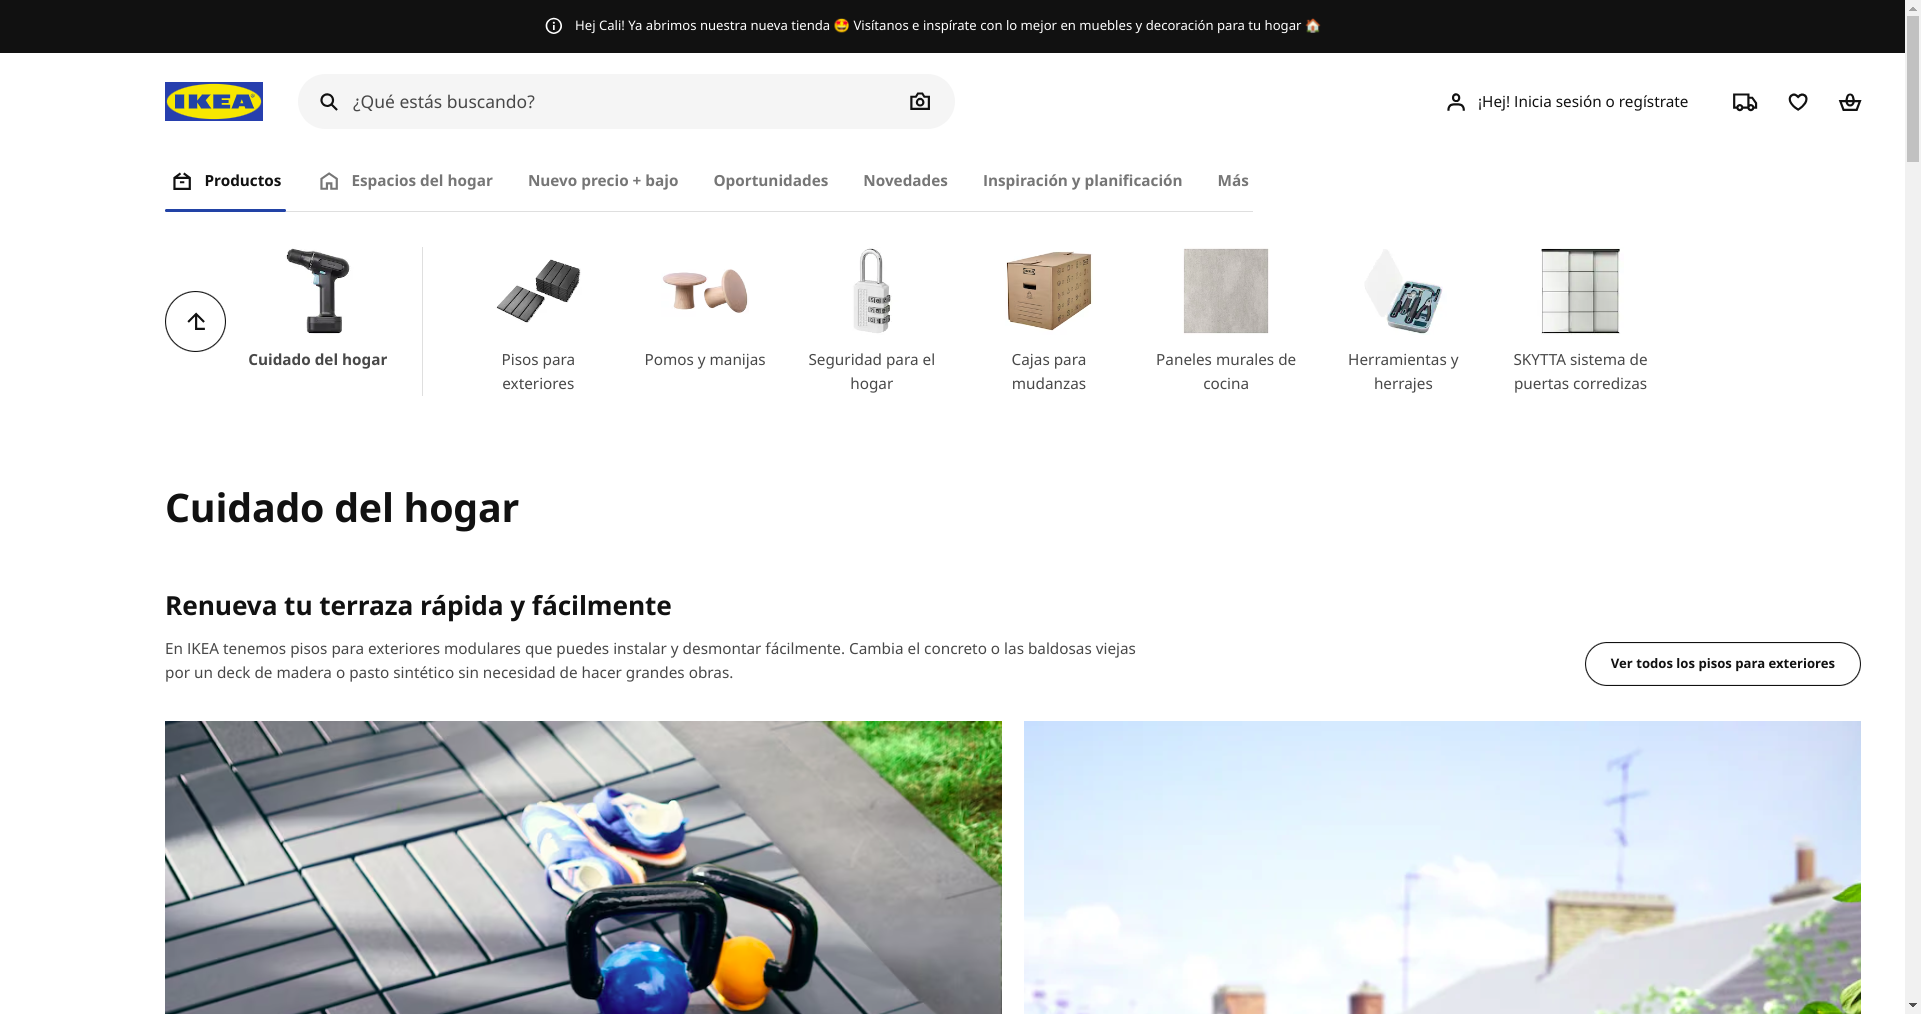 Hej Cali! Ya abrimos nuestra nueva tienda 🤩 Visítanos e inspírate con lo mejor en muebles y decoración para tu hogar 🏠
IKEA
¿Qué estás buscando?
¡Hej! Inicia sesión o regístrate
Productos
Espacios del hogar
Nuevo precio + bajo
Oportunidades
Novedades
Inspiración y planificación
Más
Cuidado del hogar
Pisos para
exteriores
Pomos y manijas
Seguridad para el
hogar
Cajas para
mudanzas
Paneles murales de
cocina
Herramientas y
herrajes
SKYTTA sistema de
puertas corredizas
Cuidado del hogar
Renueva tu terraza rápida y fácilmente
En IKEA tenemos pisos para exteriores modulares que puedes instalar y desmontar fácilmente. Cambia el concreto o las baldosas viejas
por un deck de madera o pasto sintético sin necesidad de hacer grandes obras.
Ver todos los pisos para exteriores